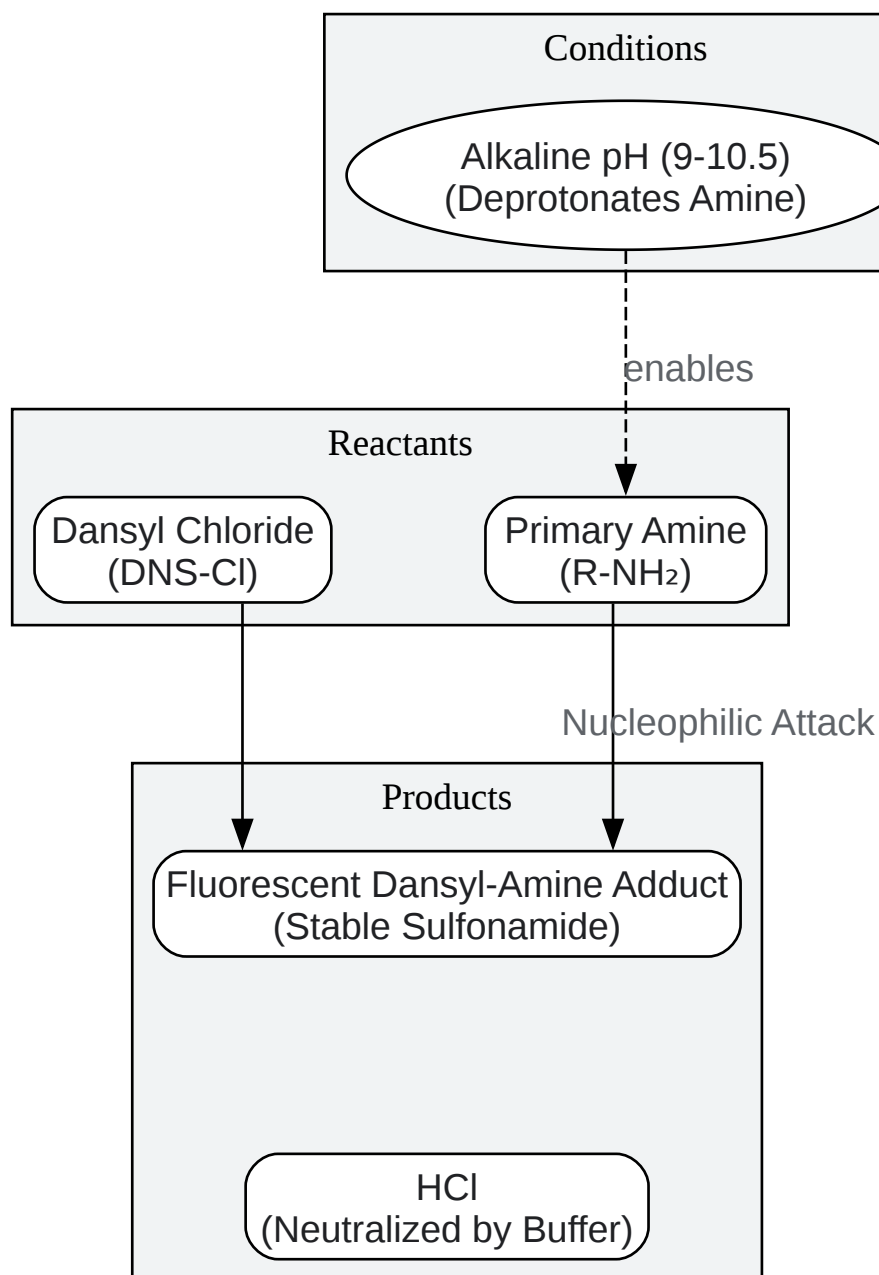 Conditions
Alkaline pH (9-10.5)
(Deprotonates Amine)
enables
Reactants
Dansyl Chloride
(DNS-Cl)
Primary Amine
(R-NH₂)
Nucleophilic Attack
Products
Fluorescent Dansyl-Amine Adduct
(Stable Sulfonamide)
HCl
(Neutralized by Buffer)